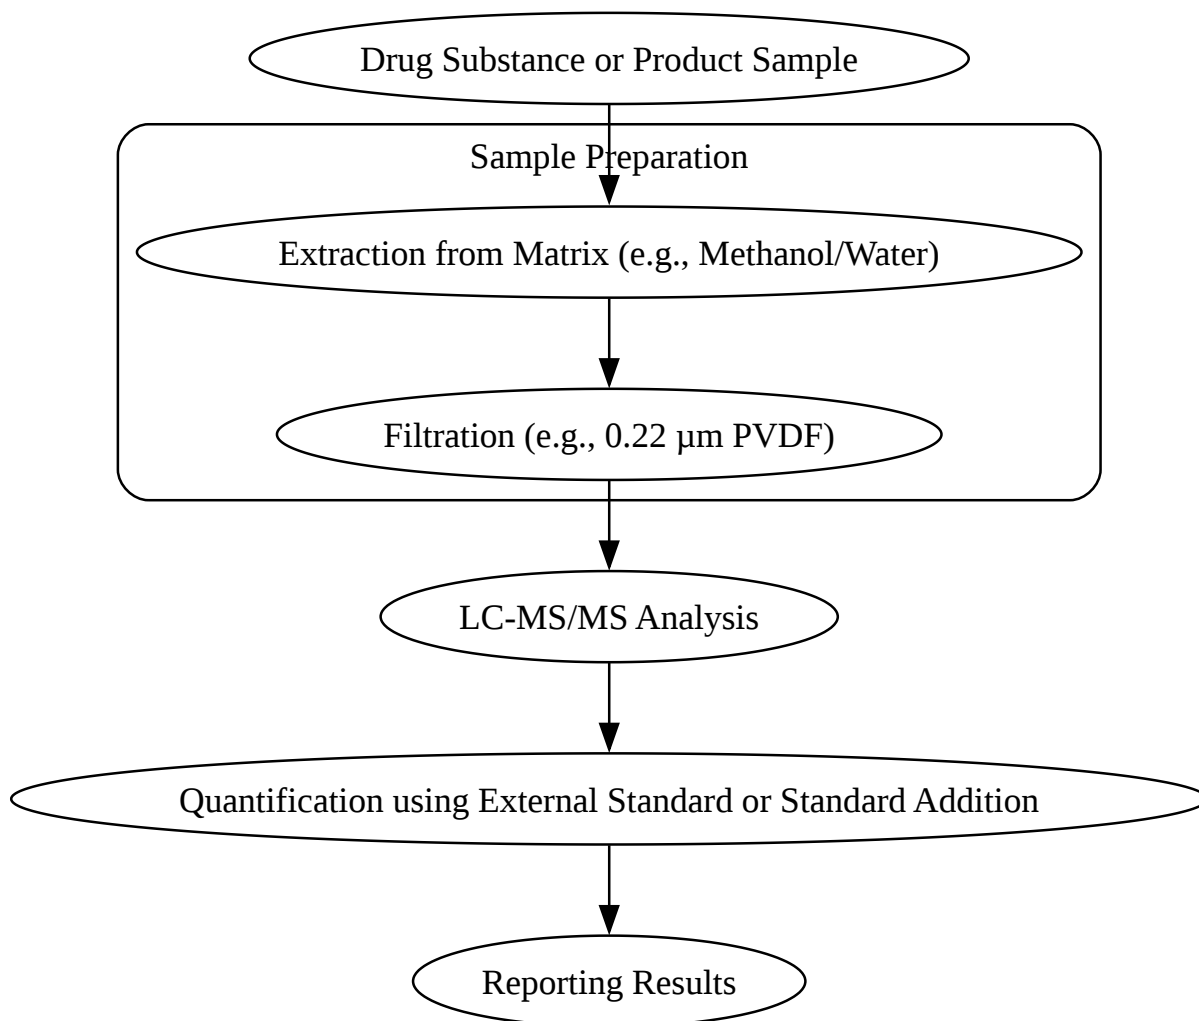 Drug Substance or Product Sample
Sample Preparation
Extraction from Matrix (e.g., Methanol/Water)
Filtration (e.g., 0.22 µm PVDF)
LC-MS/MS Analysis
Quantification using External Standard or Standard Addition
Reporting Results